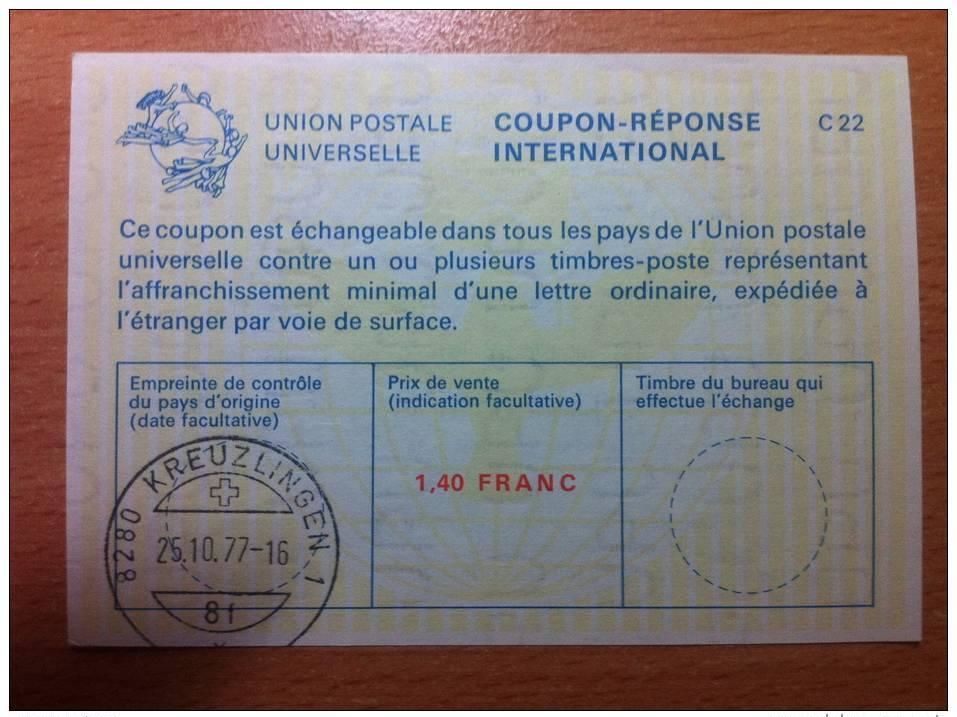 UNION POSTALE
UNIVERSELLE
COUPON-RÉPONSE
INTERNATIONAL
C 22
Ce coupon est échangeable dans tous les pays de l'Union postale
universelle contre un ou plusieurs timbres-poste représentant
l'affranchissement minimal d'une lettre ordinaire, expédiée à
l'étranger par voie de surface.
Empreinte de contrôle
du pays d'origine
(date facultative)
Prix de vente
(indication facultative)
Timbre du bureau qui
effectue l'échange
1,40 FRANC
8280 KREUZLINGEN 1
25.10.77-16
8f